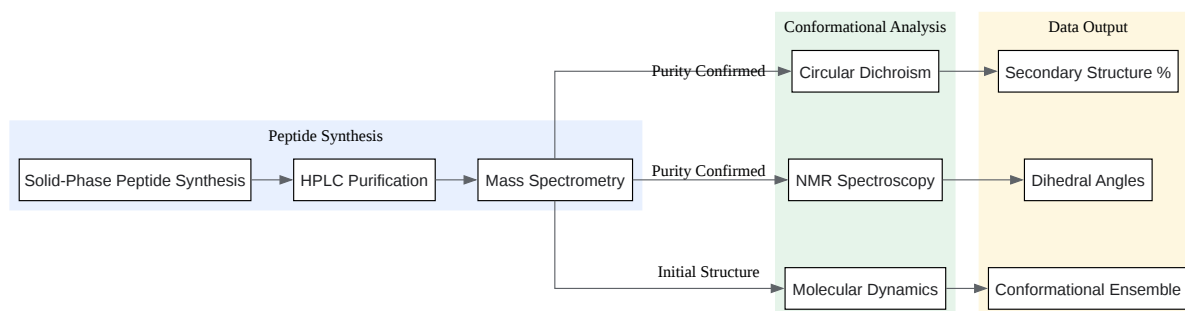 Conformational Analysis
Data Output
Purity Confirmed
Circular Dichroism
Secondary Structure %
Peptide Synthesis
Solid-Phase Peptide Synthesis
HPLC Purification
Mass Spectrometry
Purity Confirmed
NMR Spectroscopy
Dihedral Angles
Initial Structure
Molecular Dynamics
Conformational Ensemble